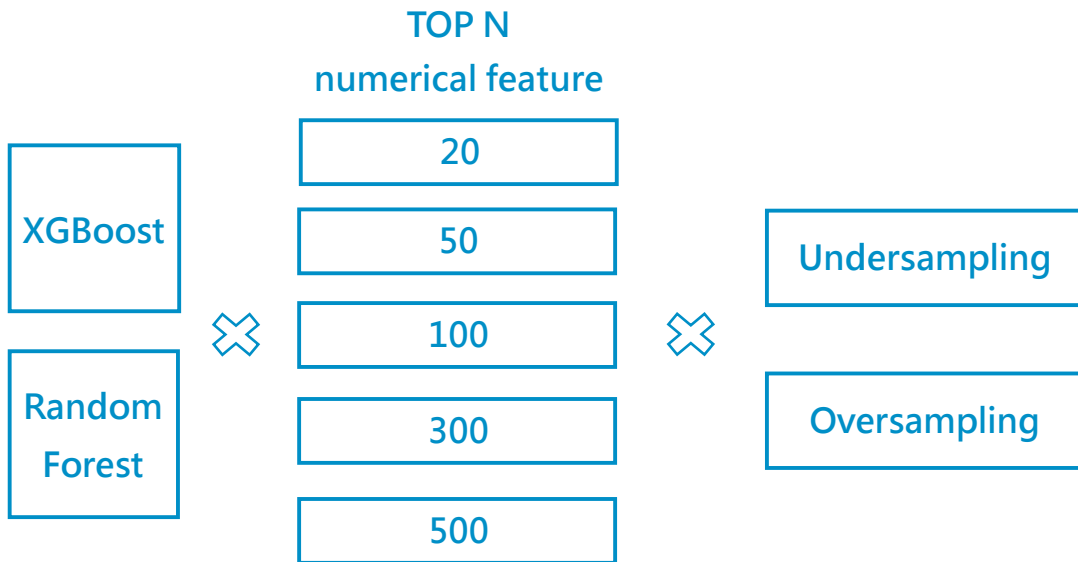 TOP N
numerical feature
XGBoost
Random
Forest
20
50
100
300
500
Undersampling
Oversampling